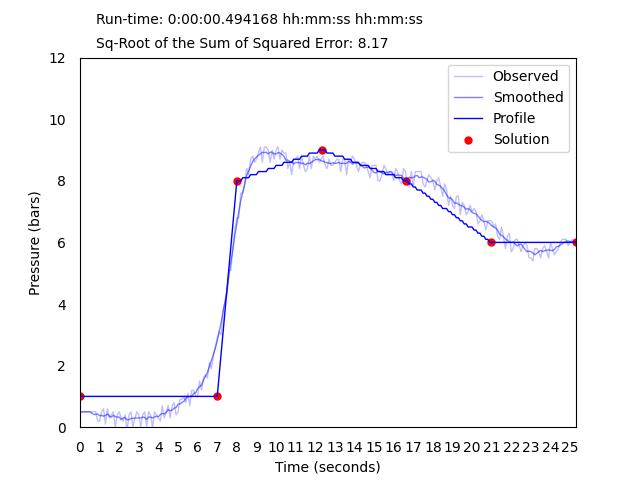 Run-time: 0:00:00.494168 hh:mm:ss hh:mm:ss
Sq-Root of the Sum of Squared Error: 8.17
Observed
Smoothed
Profile
Solution
Pressure (bars)
12
10
8
6
4
2
0
0 1 2 3 4 5 6 7 8 9 10 11 12 13 14 15 16 17 18 19 20 21 22 23 24 25
Time (seconds)